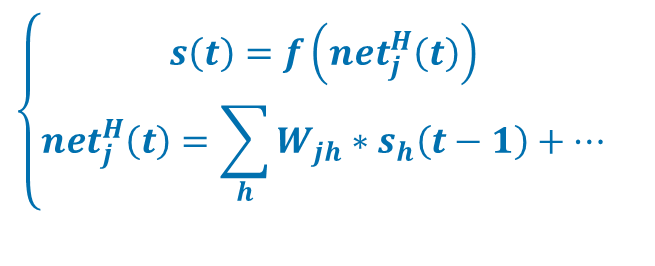 s(t) = f(net_j^H(t))
net_j^H(t) = ∑_h W_jh * s_h(t − 1) + ⋯